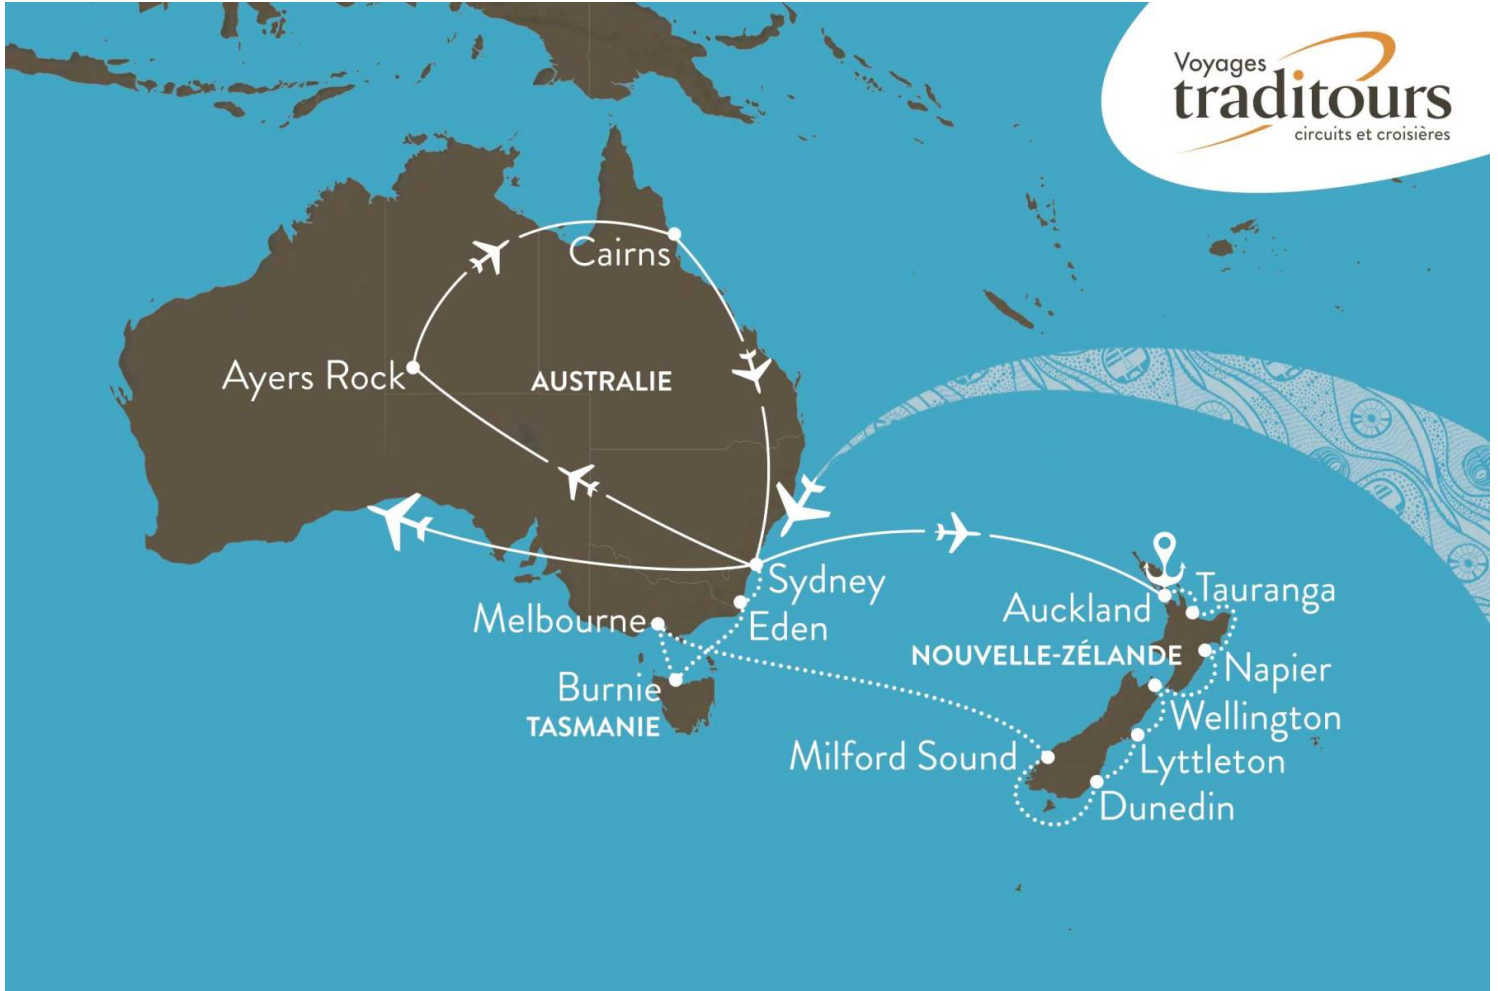 Voyages
traditours
circuits et croisières
Cairns
Ayers Rock
AUSTRALIE
Sydney
Tauranga
Auckland
Melbourne
Eden
NOUVELLE-ZÉLANDE
Napier
Burnie
TASMANIE
Wellington
Milford Sound
Lyttleton
Dunedin